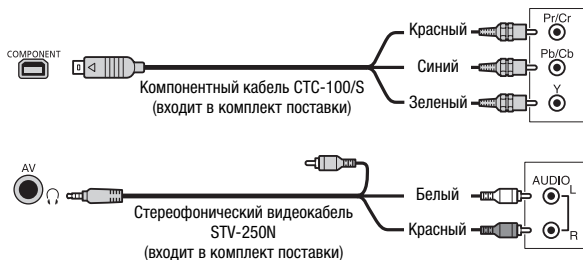 COMPONENT
Компонентный кабель CTC-100/S
(входит в комплект поставки)
Красный
Синий
Зеленый
Pr/Cr
Pb/Cb
Y
AV
Стереофонический видеокабель
STV-250N
(входит в комплект поставки)
Белый
Красный
AUDIO
L
R